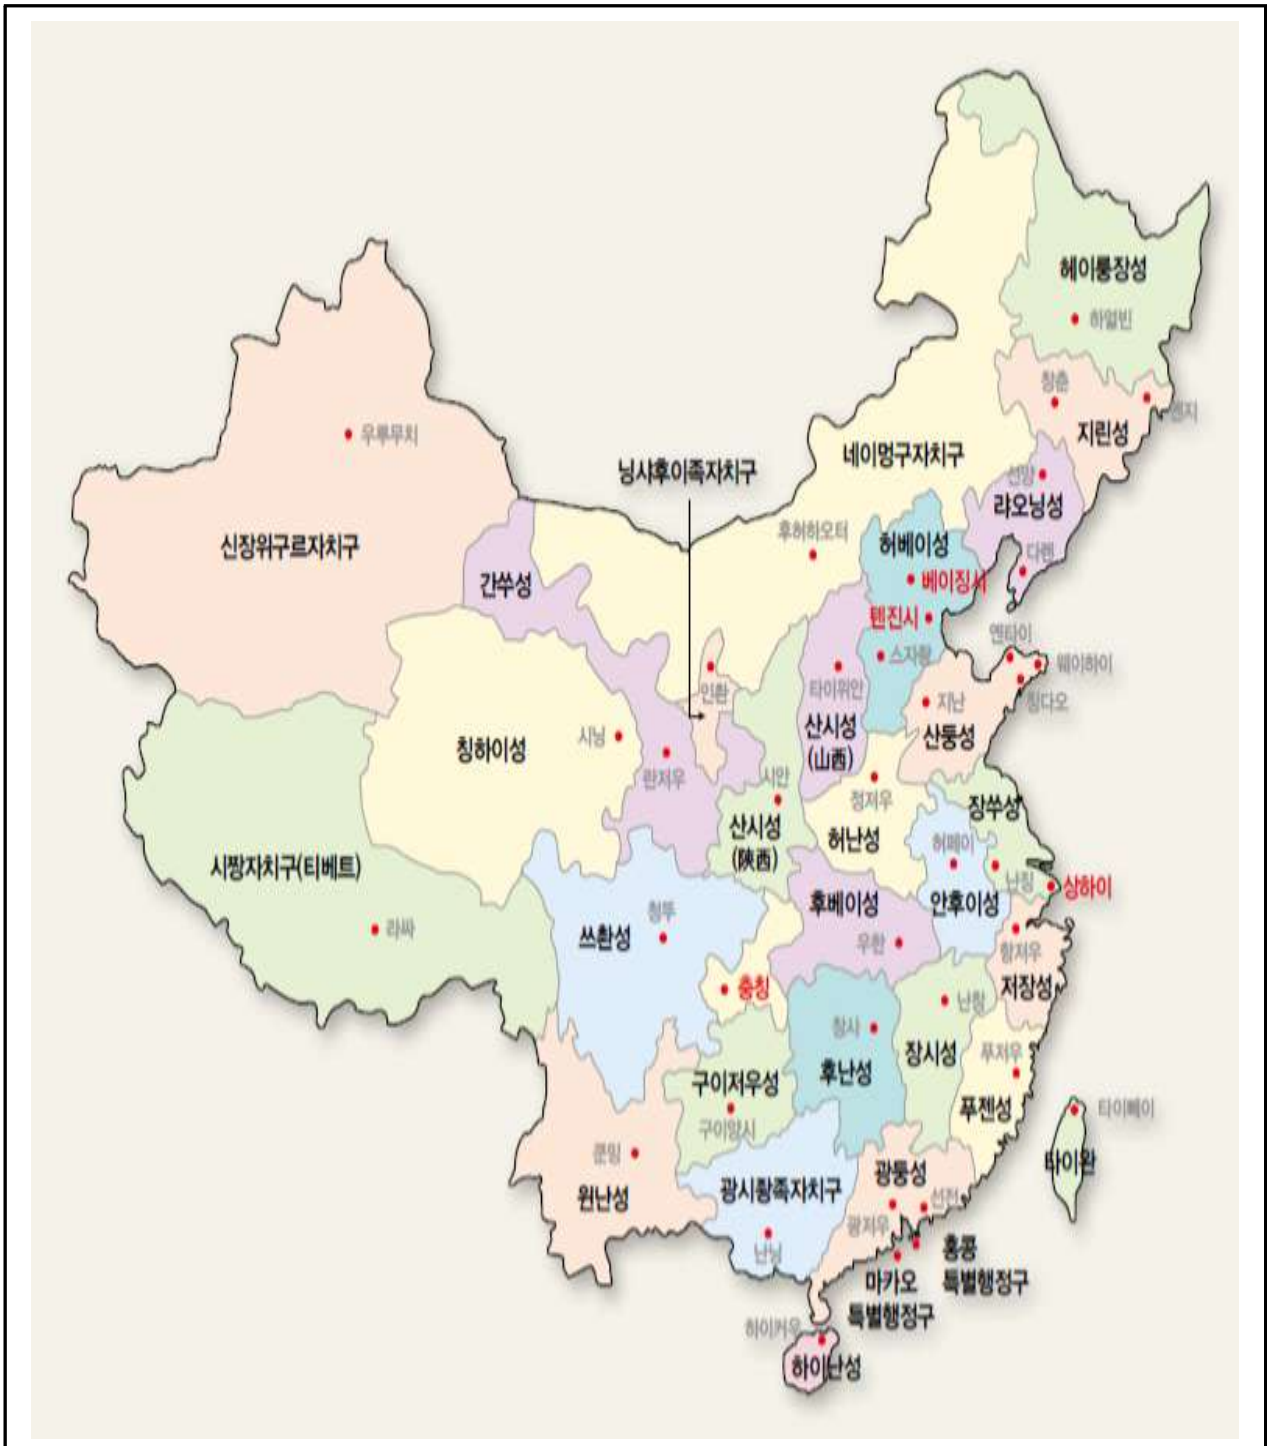 헤이룽장성
하얼빈
창춘
옌지
지린성
네이멍구자치구
닝샤후이족자치구
우루무치
선양
라오닝성
후허하오터
허베이성
신장위구르자치구
다롄
간쑤성
베이징시
톈진시
옌타이
스자좡
웨이하이
타이위안
인촨
지난
칭다오
산시성
(山西)
산둥성
시닝
칭하이성
란저우
시안
정저우
장쑤성
산시성
(陝西)
허난성
허페이
시짱자치구(티베트)
난징
상하이
후베이성
안후이성
청뚜
라싸
쓰촨성
우한
항저우
충칭
저장성
난창
창사
장시성
푸저우
후난성
구이저우성
푸젠성
타이뻬이
구이양시
쿤밍
타이완
광둥성
광시좡족자치구
윈난성
선전
광저우
난닝
홍콩
특별행정구
마카오
특별행정구
하이커우
하이난성